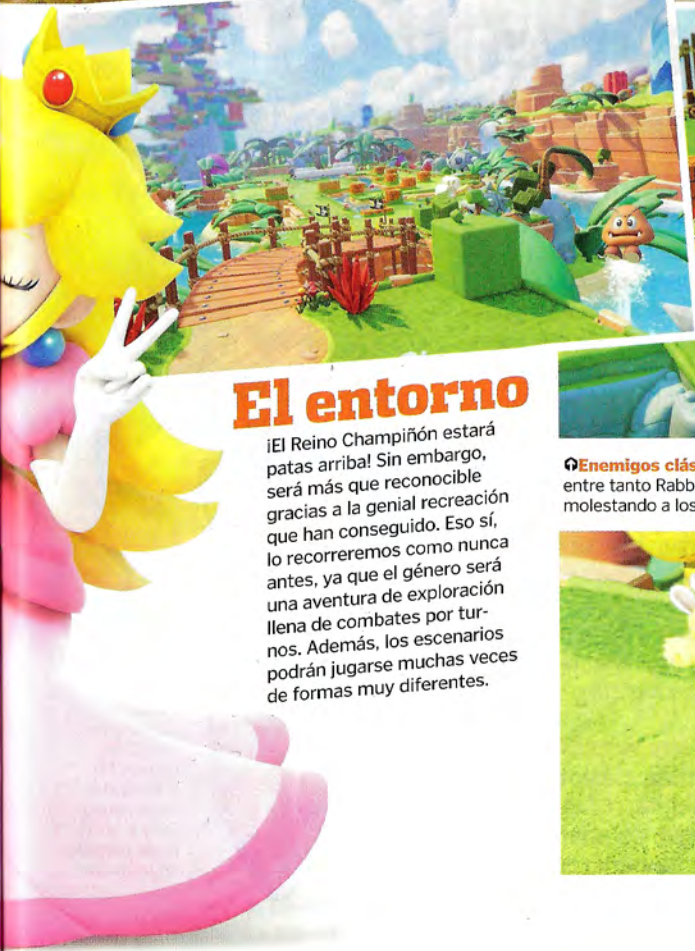 El entorno
¡El Reino Champiñón estará
patas arriba! Sin embargo,
será más que reconocible
gracias a la genial recreación
que han conseguido. Eso sí,
lo recorreremos como nunca
antes, ya que el género será
una aventura de exploración
llena de combates por tur-
nos. Además, los escenarios
podrán jugarse muchas veces
de formas muy diferentes.
Enemigos clás
entre tanto Rabb
molestando a los